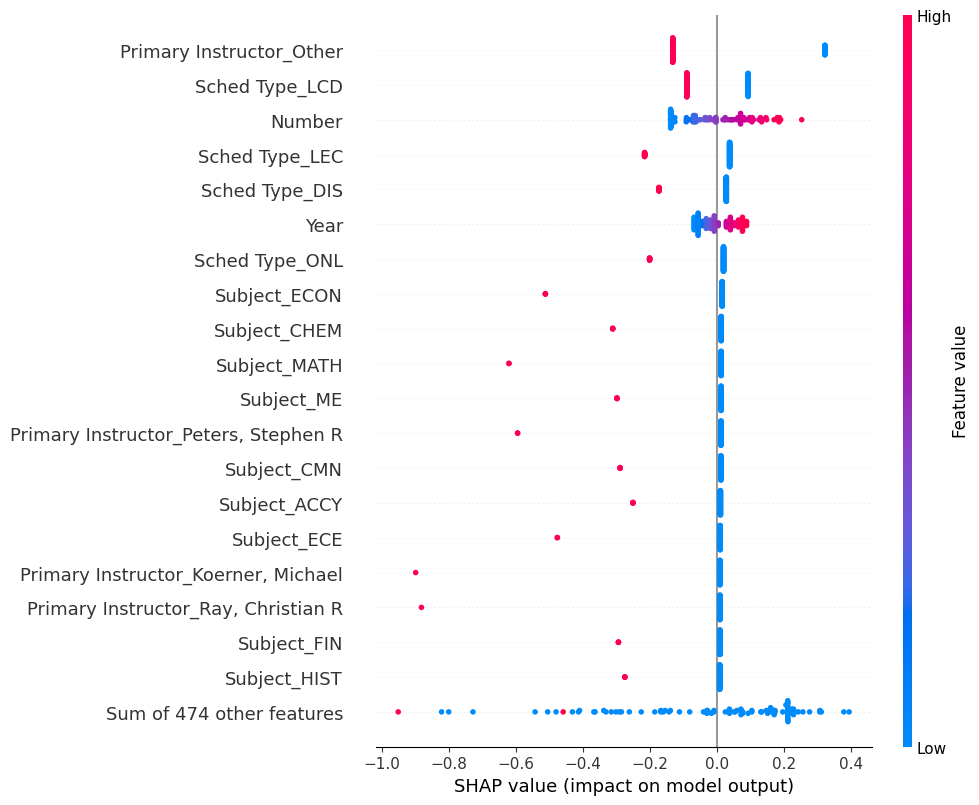 High
Primary Instructor_Other
Sched Type_LCD
Number
Sched Type_LEC
Sched Type_DIS
Year
Sched Type_ONL
Subject_ECON
Subject_CHEM
Subject_MATH
Subject_ME
Primary Instructor_Peters, Stephen R
Subject_CMN
Subject_ACCY
Subject_ECE
Primary Instructor_Koerner, Michael
Primary Instructor_Ray, Christian R
Subject_FIN
Subject_HIST
Sum of 474 other features
Feature value
Low
−1.0 −0.8 −0.6 −0.4 −0.2 0.0 0.2 0.4
SHAP value (impact on model output)